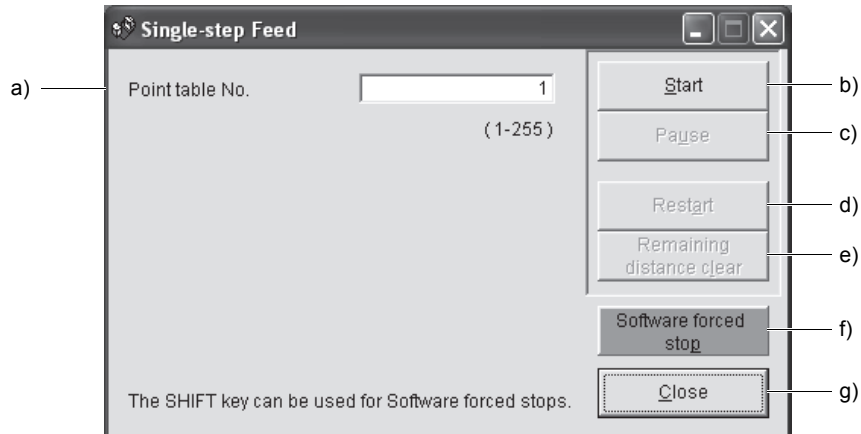 Single-step Feed
a)
Point table No.
1
(1-255)
Start
b)
Pause
c)
Restart
d)
Remaining
distance clear
e)
Software forced
stop
f)
The SHIFT key can be used for Software forced stops.
Close
g)